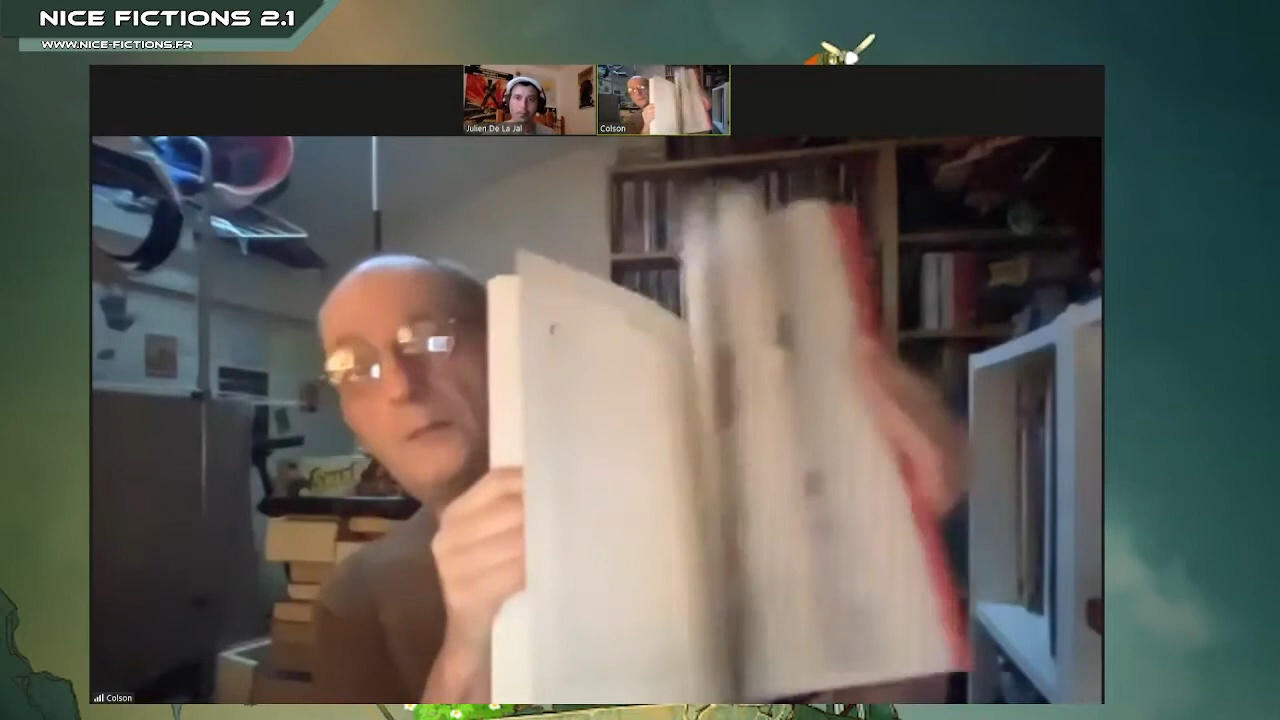 NICE FICTIONS 2.1
WWW.NICE-FICTIONS.FR
Julien De La Jal
Colson
Colson